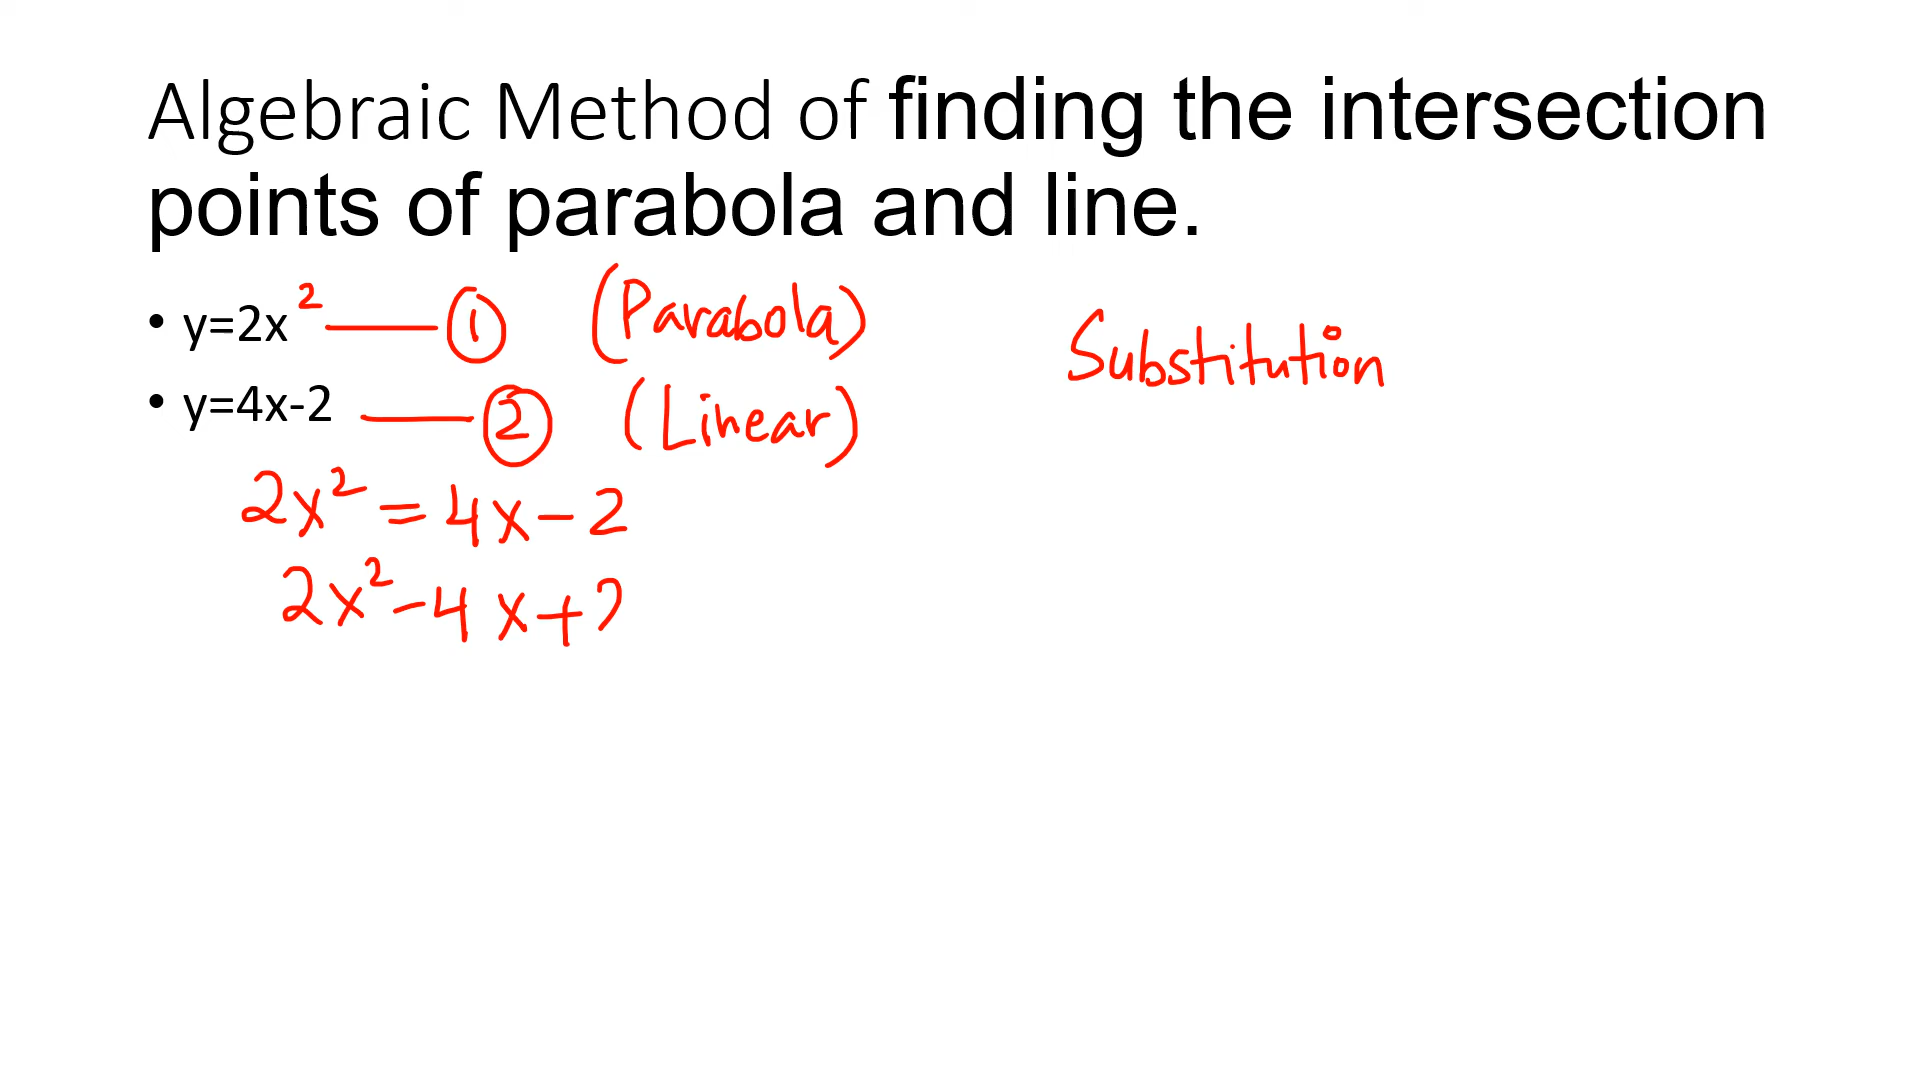 Algebraic Method of finding the intersection
points of parabola and line.
• y=2x² —— ① (Parabola)
Substitution
• y=4x-2 —— ② (Linear)
2x² = 4x - 2
2x² - 4x + 2